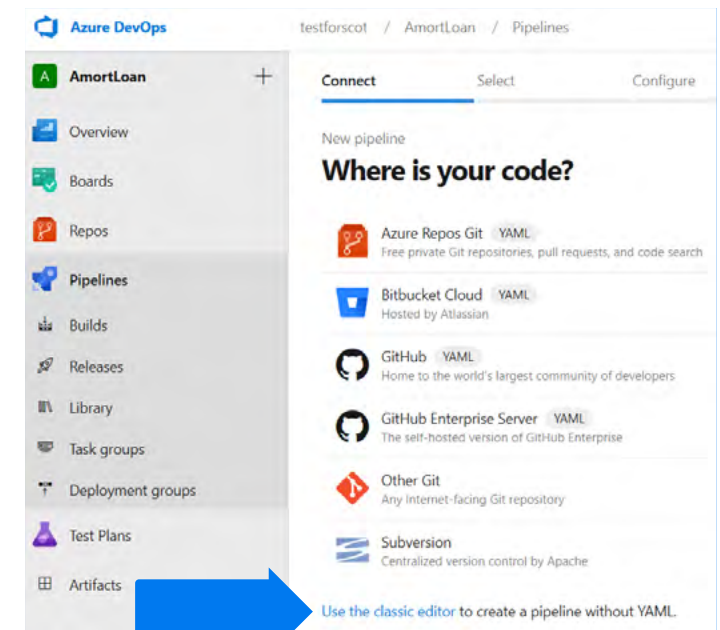 Azure DevOps
testforscot / AmortLoan / Pipelines
A AmortLoan
Overview
Boards
Repos
Pipelines
Builds
Releases
Library
Task groups
Deployment groups
Test Plans
Artifacts
Connect Select Configure
New pipeline
Where is your code?
Azure Repos Git YAML
Free private Git repositories, pull requests, and code search
Bitbucket Cloud YAML
Hosted by Atlassian
GitHub YAML
Home to the world's largest community of developers
GitHub Enterprise Server YAML
The self-hosted version of GitHub Enterprise
Other Git
Any Internet-facing Git repository
Subversion
Centralized version control by Apache
Use the classic editor to create a pipeline without YAML.